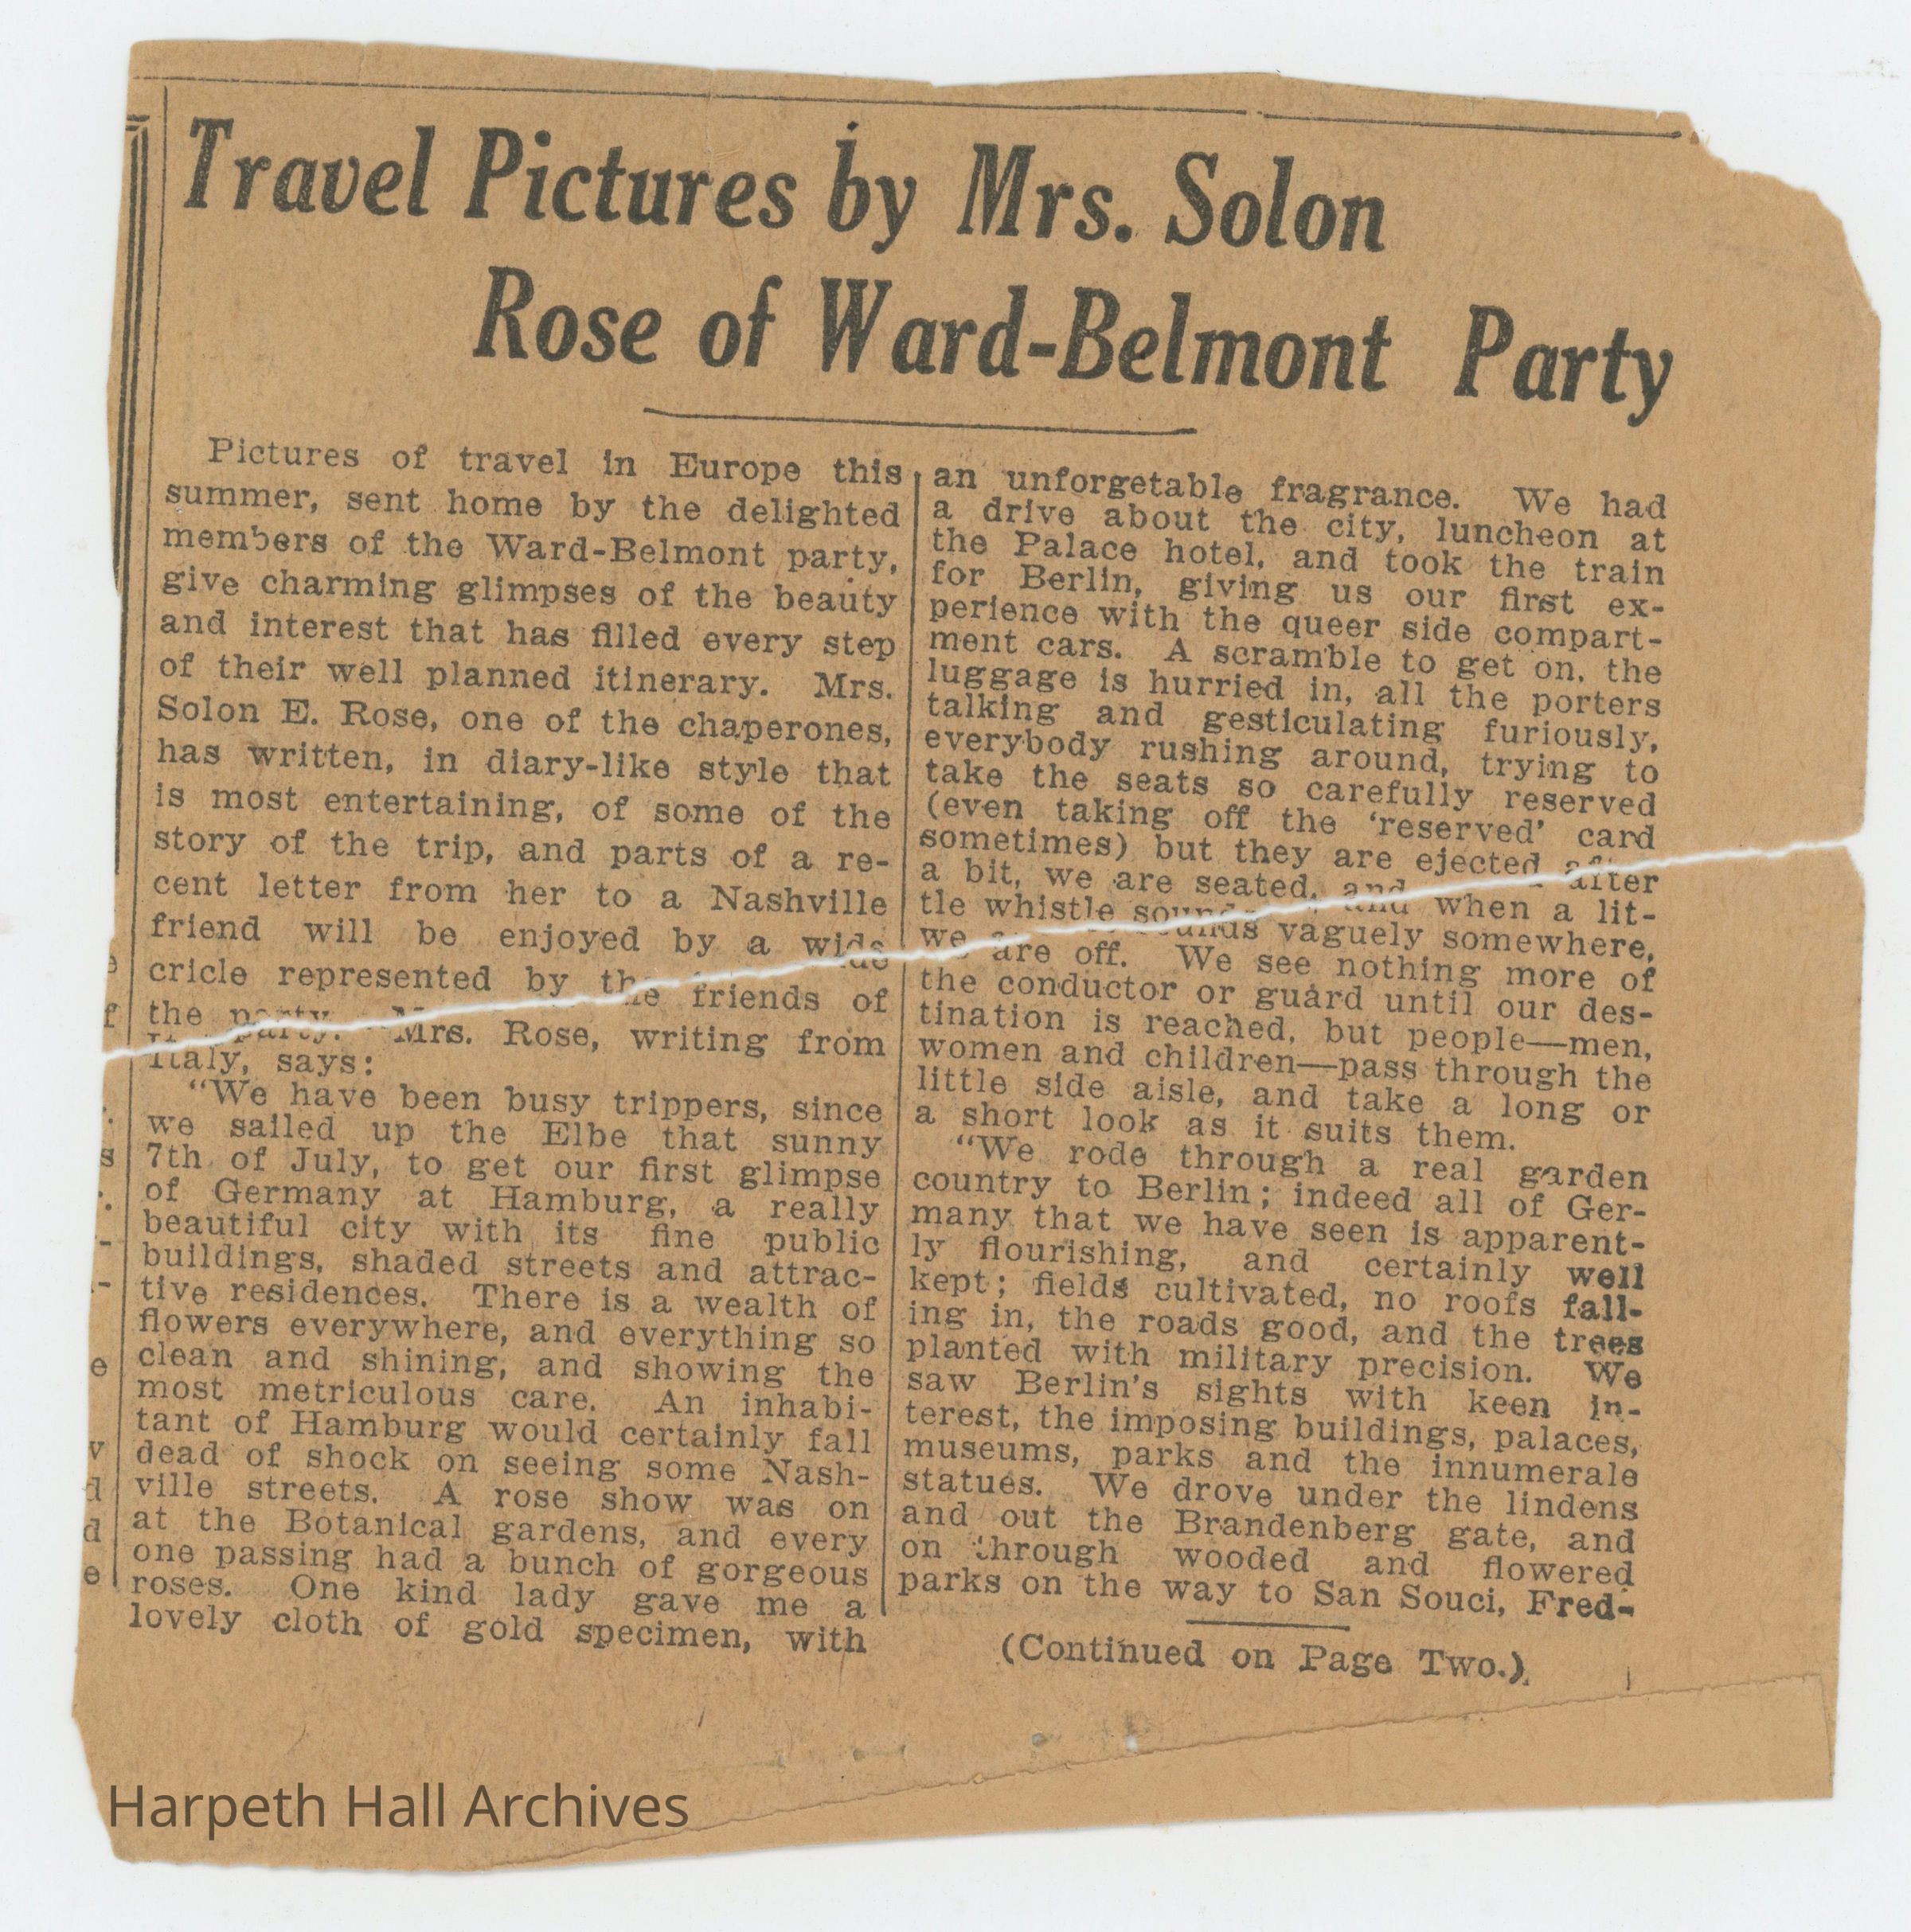 Travel Pictures by Mrs. Solon
Rose of Ward-Belmont Party
Pictures of travel in Europe this
summer, sent home by the delighted
members of the Ward-Belmont party,
give charming glimpses of the beauty
and interest that has filled every step
of their well planned itinerary. Mrs.
Solon E. Rose, one of the chaperones,
has written, in diary-like style that
is most entertaining, of some of the
story of the trip, and parts of a re-
cent letter from her to a Nashville
friend will be enjoyed by a wide
cricle represented by the friends of
the party. Mrs. Rose, writing from
Italy, says:
"We have been busy trippers, since
we sailed up the Elbe that sunny
7th of July, to get our first glimpse
of Germany at Hamburg, a really
beautiful city with its fine public
buildings, shaded streets and attrac-
tive residences. There is a wealth of
flowers everywhere, and everything so
clean and shining, and showing the
most metriculous care. An inhabi-
tant of Hamburg would certainly fall
dead of shock on seeing some Nash-
ville streets. A rose show was on
at the Botanical gardens, and every
one passing had a bunch of gorgeous
roses. One kind lady gave me a
lovely cloth of gold specimen, with
an unforgetable fragrance. We had
a drive about the city, luncheon at
the Palace hotel, and took the train
for Berlin, giving us our first ex-
perience with the queer side compart-
ment cars. A scramble to get on, the
luggage is hurried in, all the porters
talking and gesticulating furiously,
everybody rushing around, trying to
take the seats so carefully reserved
(even taking off the 'reserved' card
sometimes) but they are ejected after
a bit, we are seated, and when a lit-
tle whistle sounds vaguely somewhere,
we are off. We see nothing more of
the conductor or guard until our des-
tination is reached, but people—men,
women and children—pass through the
little side aisle, and take a long or
a short look as it suits them.
"We rode through a real garden
country to Berlin; indeed all of Ger-
many that we have seen is apparent-
ly flourishing, and certainly well
kept; fields cultivated, no roofs fall-
ing in, the roads good, and the trees
planted with military precision. We
saw Berlin's sights with keen in-
terest, the imposing buildings, palaces,
museums, parks and the innumerale
statues. We drove under the lindens
and out the Brandenberg gate, and
on through wooded and flowered
parks on the way to San Souci, Fred-
(Continued on Page Two.)
Harpeth Hall Archives